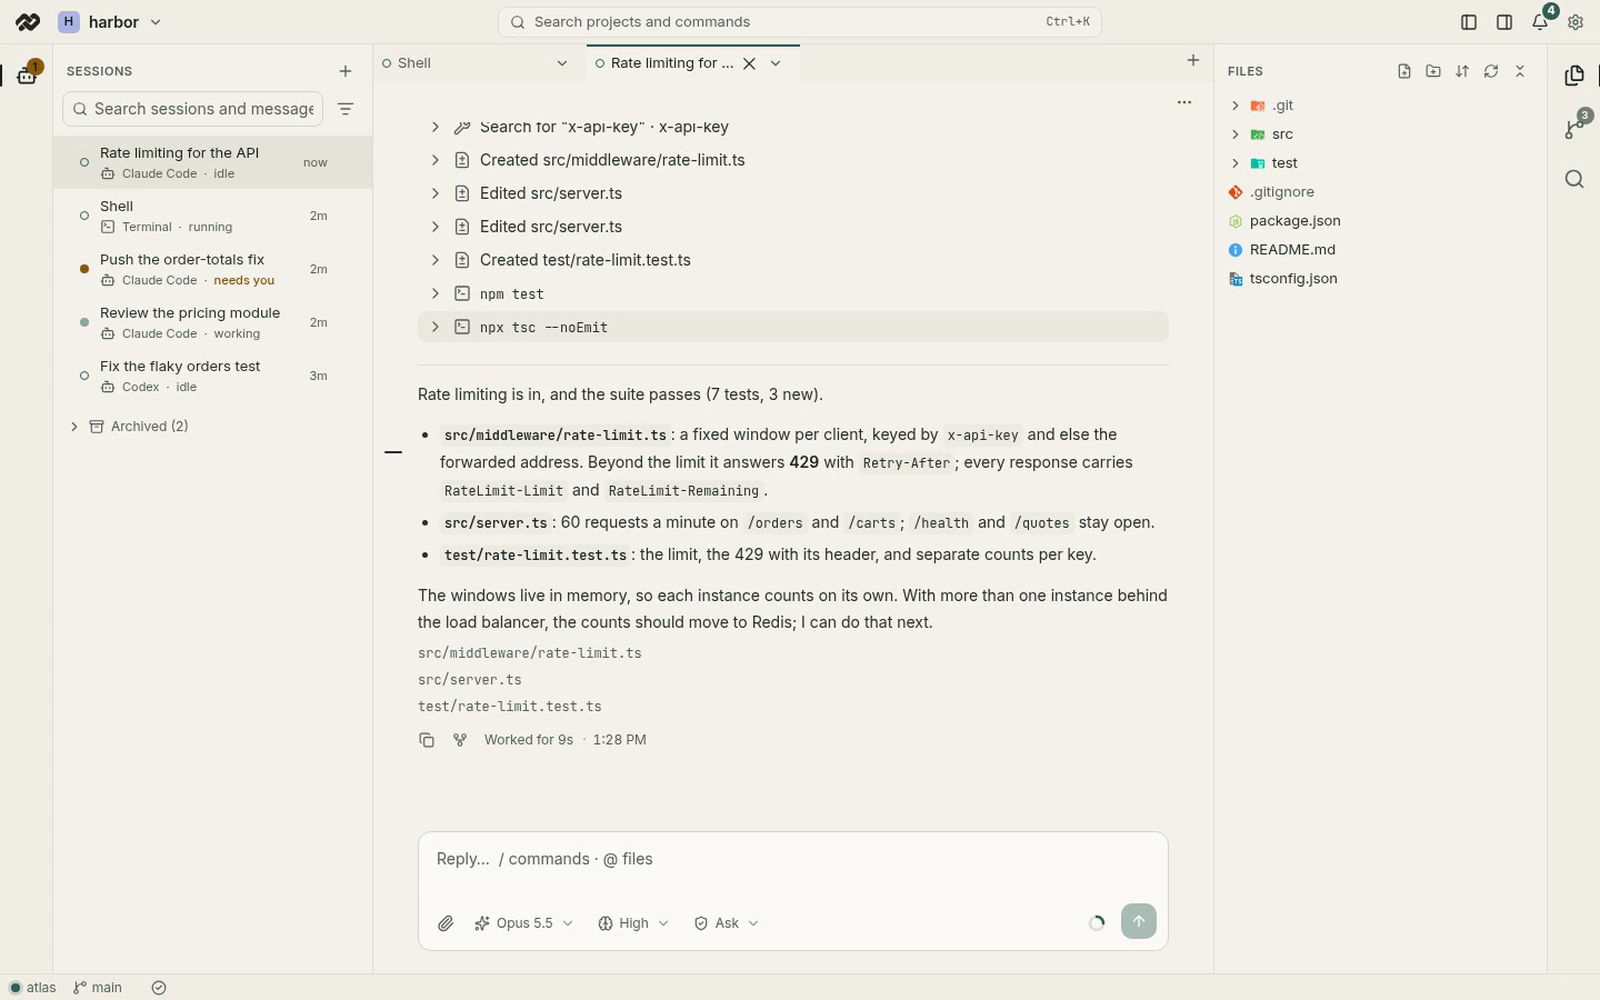 H harbor
Search projects and commands Ctrl+K
4
1
SESSIONS
Search sessions and message
Rate limiting for the API now
Claude Code · idle
Shell 2m
Terminal · running
Push the order-totals fix 2m
Claude Code · needs you
Review the pricing module 2m
Claude Code · working
Fix the flaky orders test 3m
Codex · idle
Archived (2)
Shell
Rate limiting for ...
Search for "x-api-key" · x-api-key
Created src/middleware/rate-limit.ts
Edited src/server.ts
Edited src/server.ts
Created test/rate-limit.test.ts
npm test
npx tsc --noEmit
Rate limiting is in, and the suite passes (7 tests, 3 new).
• src/middleware/rate-limit.ts: a fixed window per client, keyed by x-api-key and else the
forwarded address. Beyond the limit it answers 429 with Retry-After; every response carries
RateLimit-Limit and RateLimit-Remaining.
• src/server.ts: 60 requests a minute on /orders and /carts; /health and /quotes stay open.
• test/rate-limit.test.ts: the limit, the 429 with its header, and separate counts per key.
The windows live in memory, so each instance counts on its own. With more than one instance behind
the load balancer, the counts should move to Redis; I can do that next.
src/middleware/rate-limit.ts
src/server.ts
test/rate-limit.test.ts
Worked for 9s · 1:28 PM
Reply... / commands · @ files
Opus 5.5 High Ask
FILES
.git
src
test
.gitignore
package.json
README.md
tsconfig.json
3
atlas main